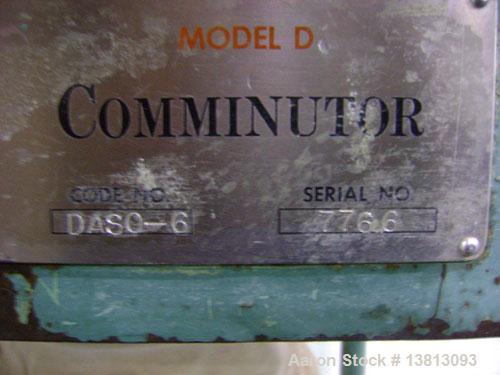 MODEL D
COMMINUTOR
CODE NO.
SERIAL NO
DASO-6
7766
Aaron Stock # 13813093